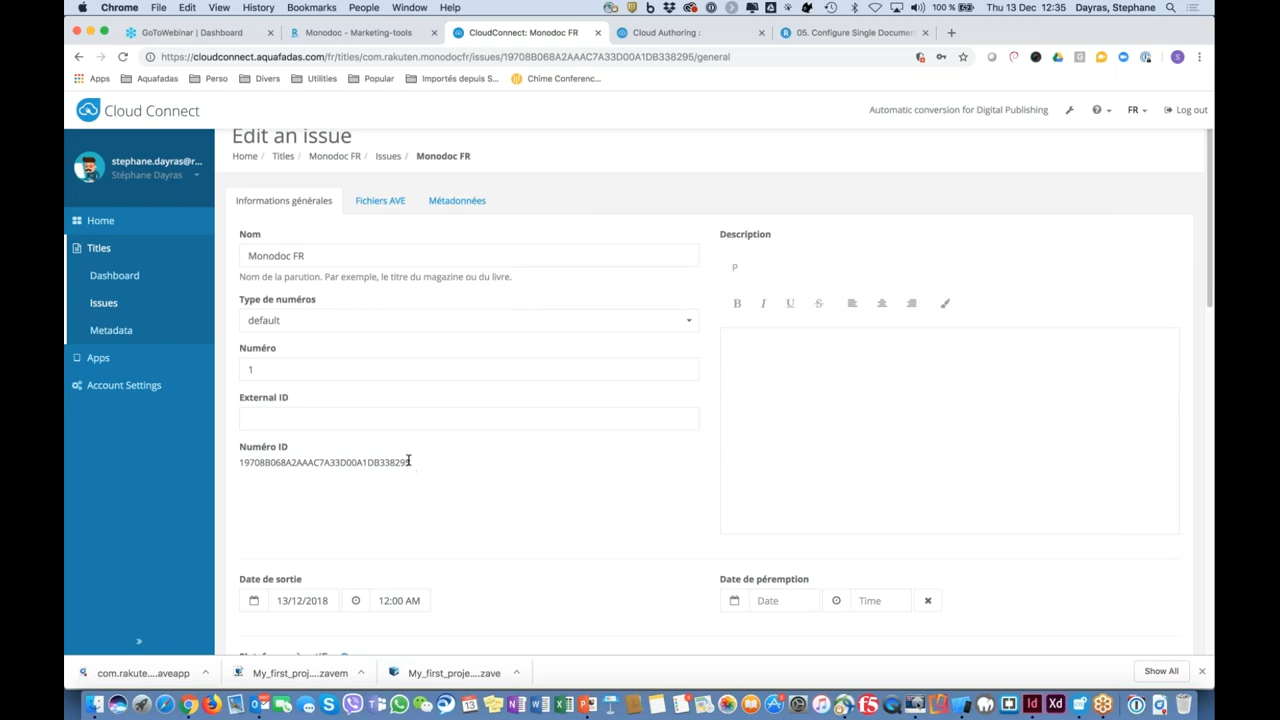 Chrome File Edit View History Bookmarks People Window Help 100 % Thu 13 Dec 12:35 Dayras, Stephane
GoToWebinar | Dashboard Monodoc - Marketing-tools CloudConnect: Monodoc FR Cloud Authoring : 05. Configure Single Documen
https://cloudconnect.aquafadas.com/fr/titles/com.rakuten.monodocfr/issues/19708B068A2AAAC7A33D00A1DB338295/general
Apps Aquafadas Perso Divers Utilities Popular Importés depuis S... Chime Conferenc...
Cloud Connect Automatic conversion for Digital Publishing FR Log out
Edit an issue
Home / Titles / Monodoc FR / Issues / Monodoc FR
stephane.dayras@r...
Stéphane Dayras
Home
Titles
Dashboard
Issues
Metadata
Apps
Account Settings
»
Informations générales Fichiers AVE Métadonnées
Nom
Monodoc FR
Nom de la parution. Par exemple, le titre du magazine ou du livre.
Type de numéros
default
Numéro
1
External ID
Numéro ID
19708B068A2AAAC7A33D00A1DB338295
Description
P
B I U S
Date de sortie
13/12/2018 12:00 AM
Date de péremption
Date Time
com.rakute....aveapp My_first_proj....zavem My_first_proje....zave Show All